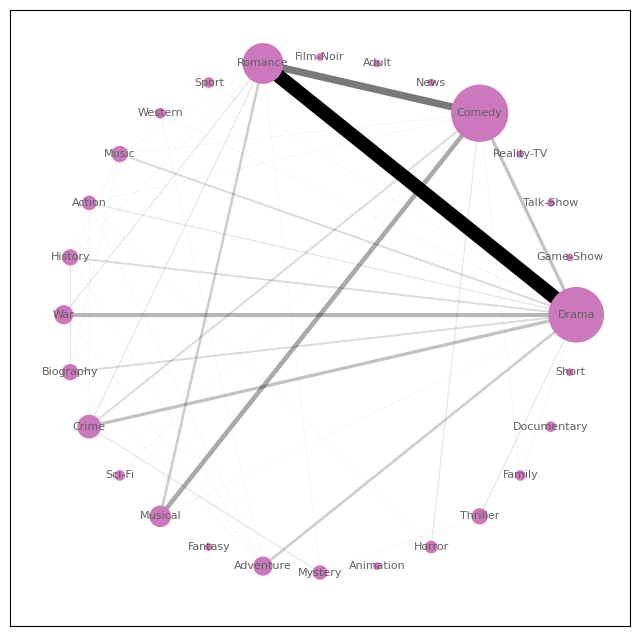 Film-Noir
Romance
Adult
Sport
News
Western
Comedy
Music
Reality-TV
Action
Talk-Show
History
Game-Show
War
Drama
Biography
Short
Crime
Documentary
Sci-Fi
Family
Musical
Thriller
Fantasy
Horror
Adventure
Animation
Mystery